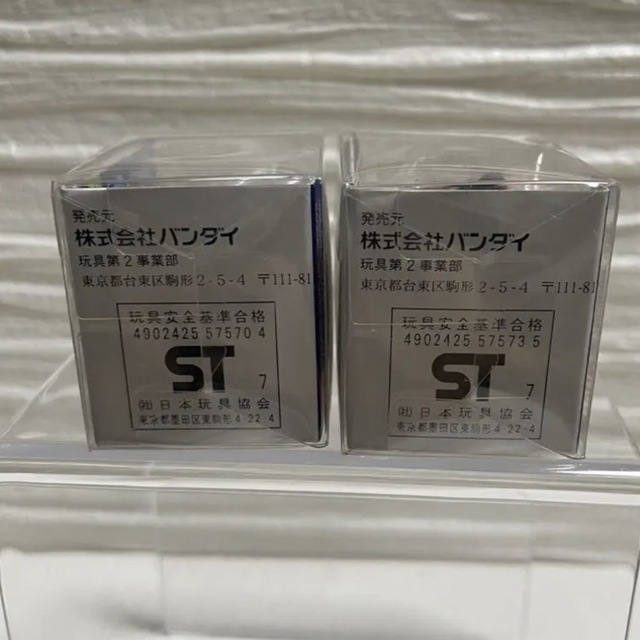 発売元
株式会社バンダイ
玩具第2事業部
東京都台東区駒形2-5-4 〒111-81
玩具安全基準合格
4902425 57570 4
ST
7
㈳日本玩具協会
東京都墨田区東駒形4-22-4
発売元
株式会社バンダイ
玩具第2事業部
東京都台東区駒形2-5-4 〒111-81
玩具安全基準合格
4902425 57573 5
ST
7
㈳日本玩具協会
東京都墨田区東駒形4-22-4